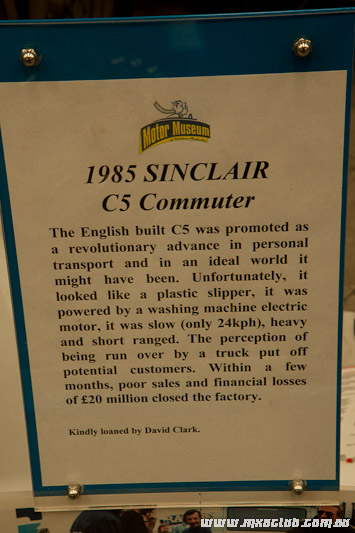 Motor Museum
1985 SINCLAIR
C5 Commuter
The English built C5 was promoted as
a revolutionary advance in personal
transport and in an ideal world it
might have been. Unfortunately, it
looked like a plastic slipper, it was
powered by a washing machine electric
motor, it was slow (only 24kph), heavy
and short ranged. The perception of
being run over by a truck put off
potential customers. Within a few
months, poor sales and financial losses
of £20 million closed the factory.
Kindly loaned by David Clark.